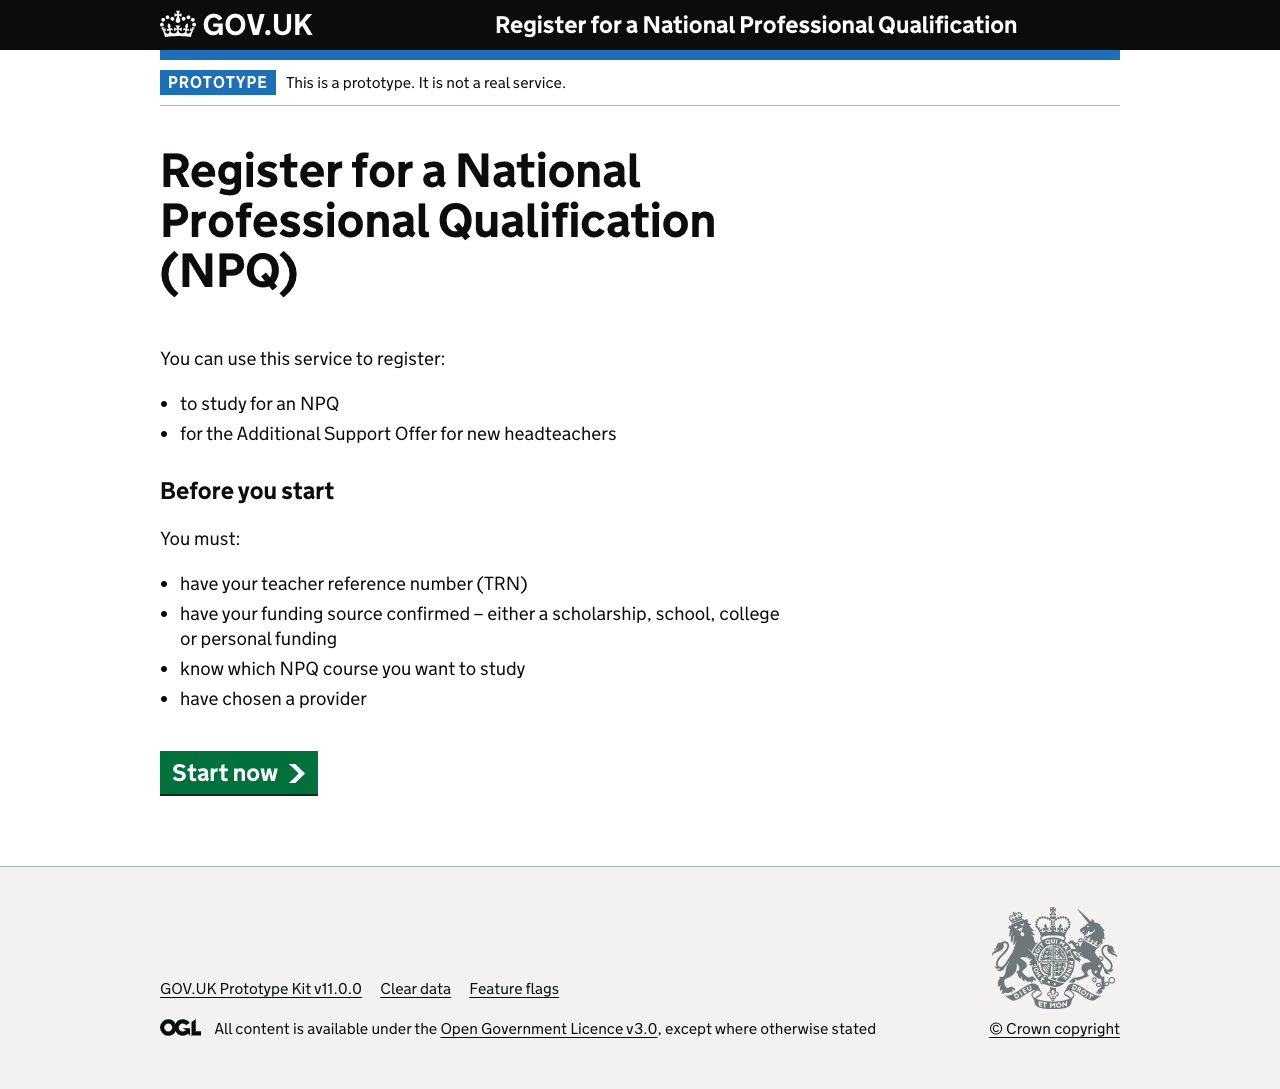 GOV.UK
Register for a National Professional Qualification
PROTOTYPE
This is a prototype. It is not a real service.
Register for a National
Professional Qualification
(NPQ)
You can use this service to register:
• to study for an NPQ
• for the Additional Support Offer for new headteachers
Before you start
You must:
• have your teacher reference number (TRN)
• have your funding source confirmed – either a scholarship, school, college
or personal funding
• know which NPQ course you want to study
• have chosen a provider
Start now
GOV.UK Prototype Kit v11.0.0
Clear data
Feature flags
OGL
All content is available under the Open Government Licence v3.0, except where otherwise stated
© Crown copyright